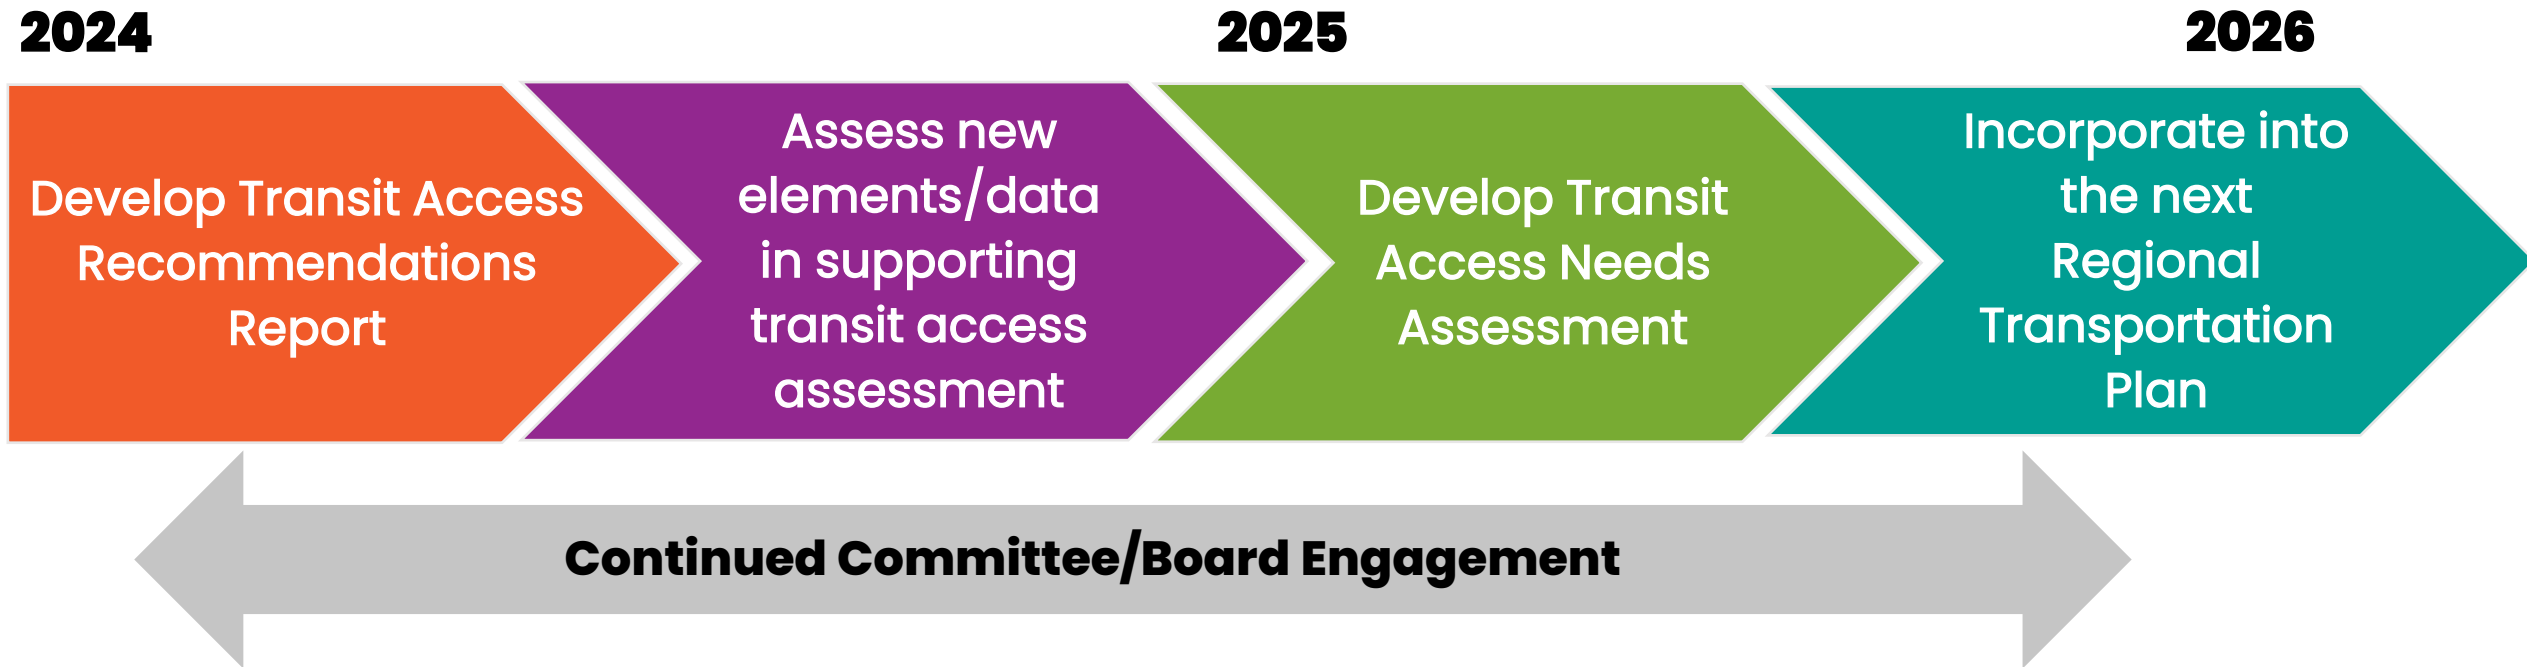 2024
2025
2026
Develop Transit Access
Recommendations
Report
Assess new
elements/data
in supporting
transit access
assessment
Develop Transit
Access Needs
Assessment
Incorporate into
the next
Regional
Transportation
Plan
Continued Committee/Board Engagement